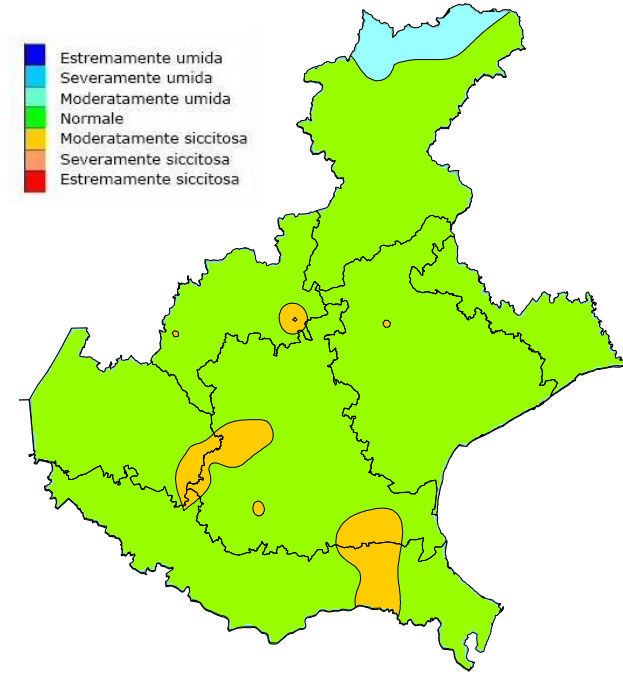 Estremamente umida
Severamente umida
Moderatamente umida
Normale
Moderatamente siccitosa
Severamente siccitosa
Estremamente siccitosa